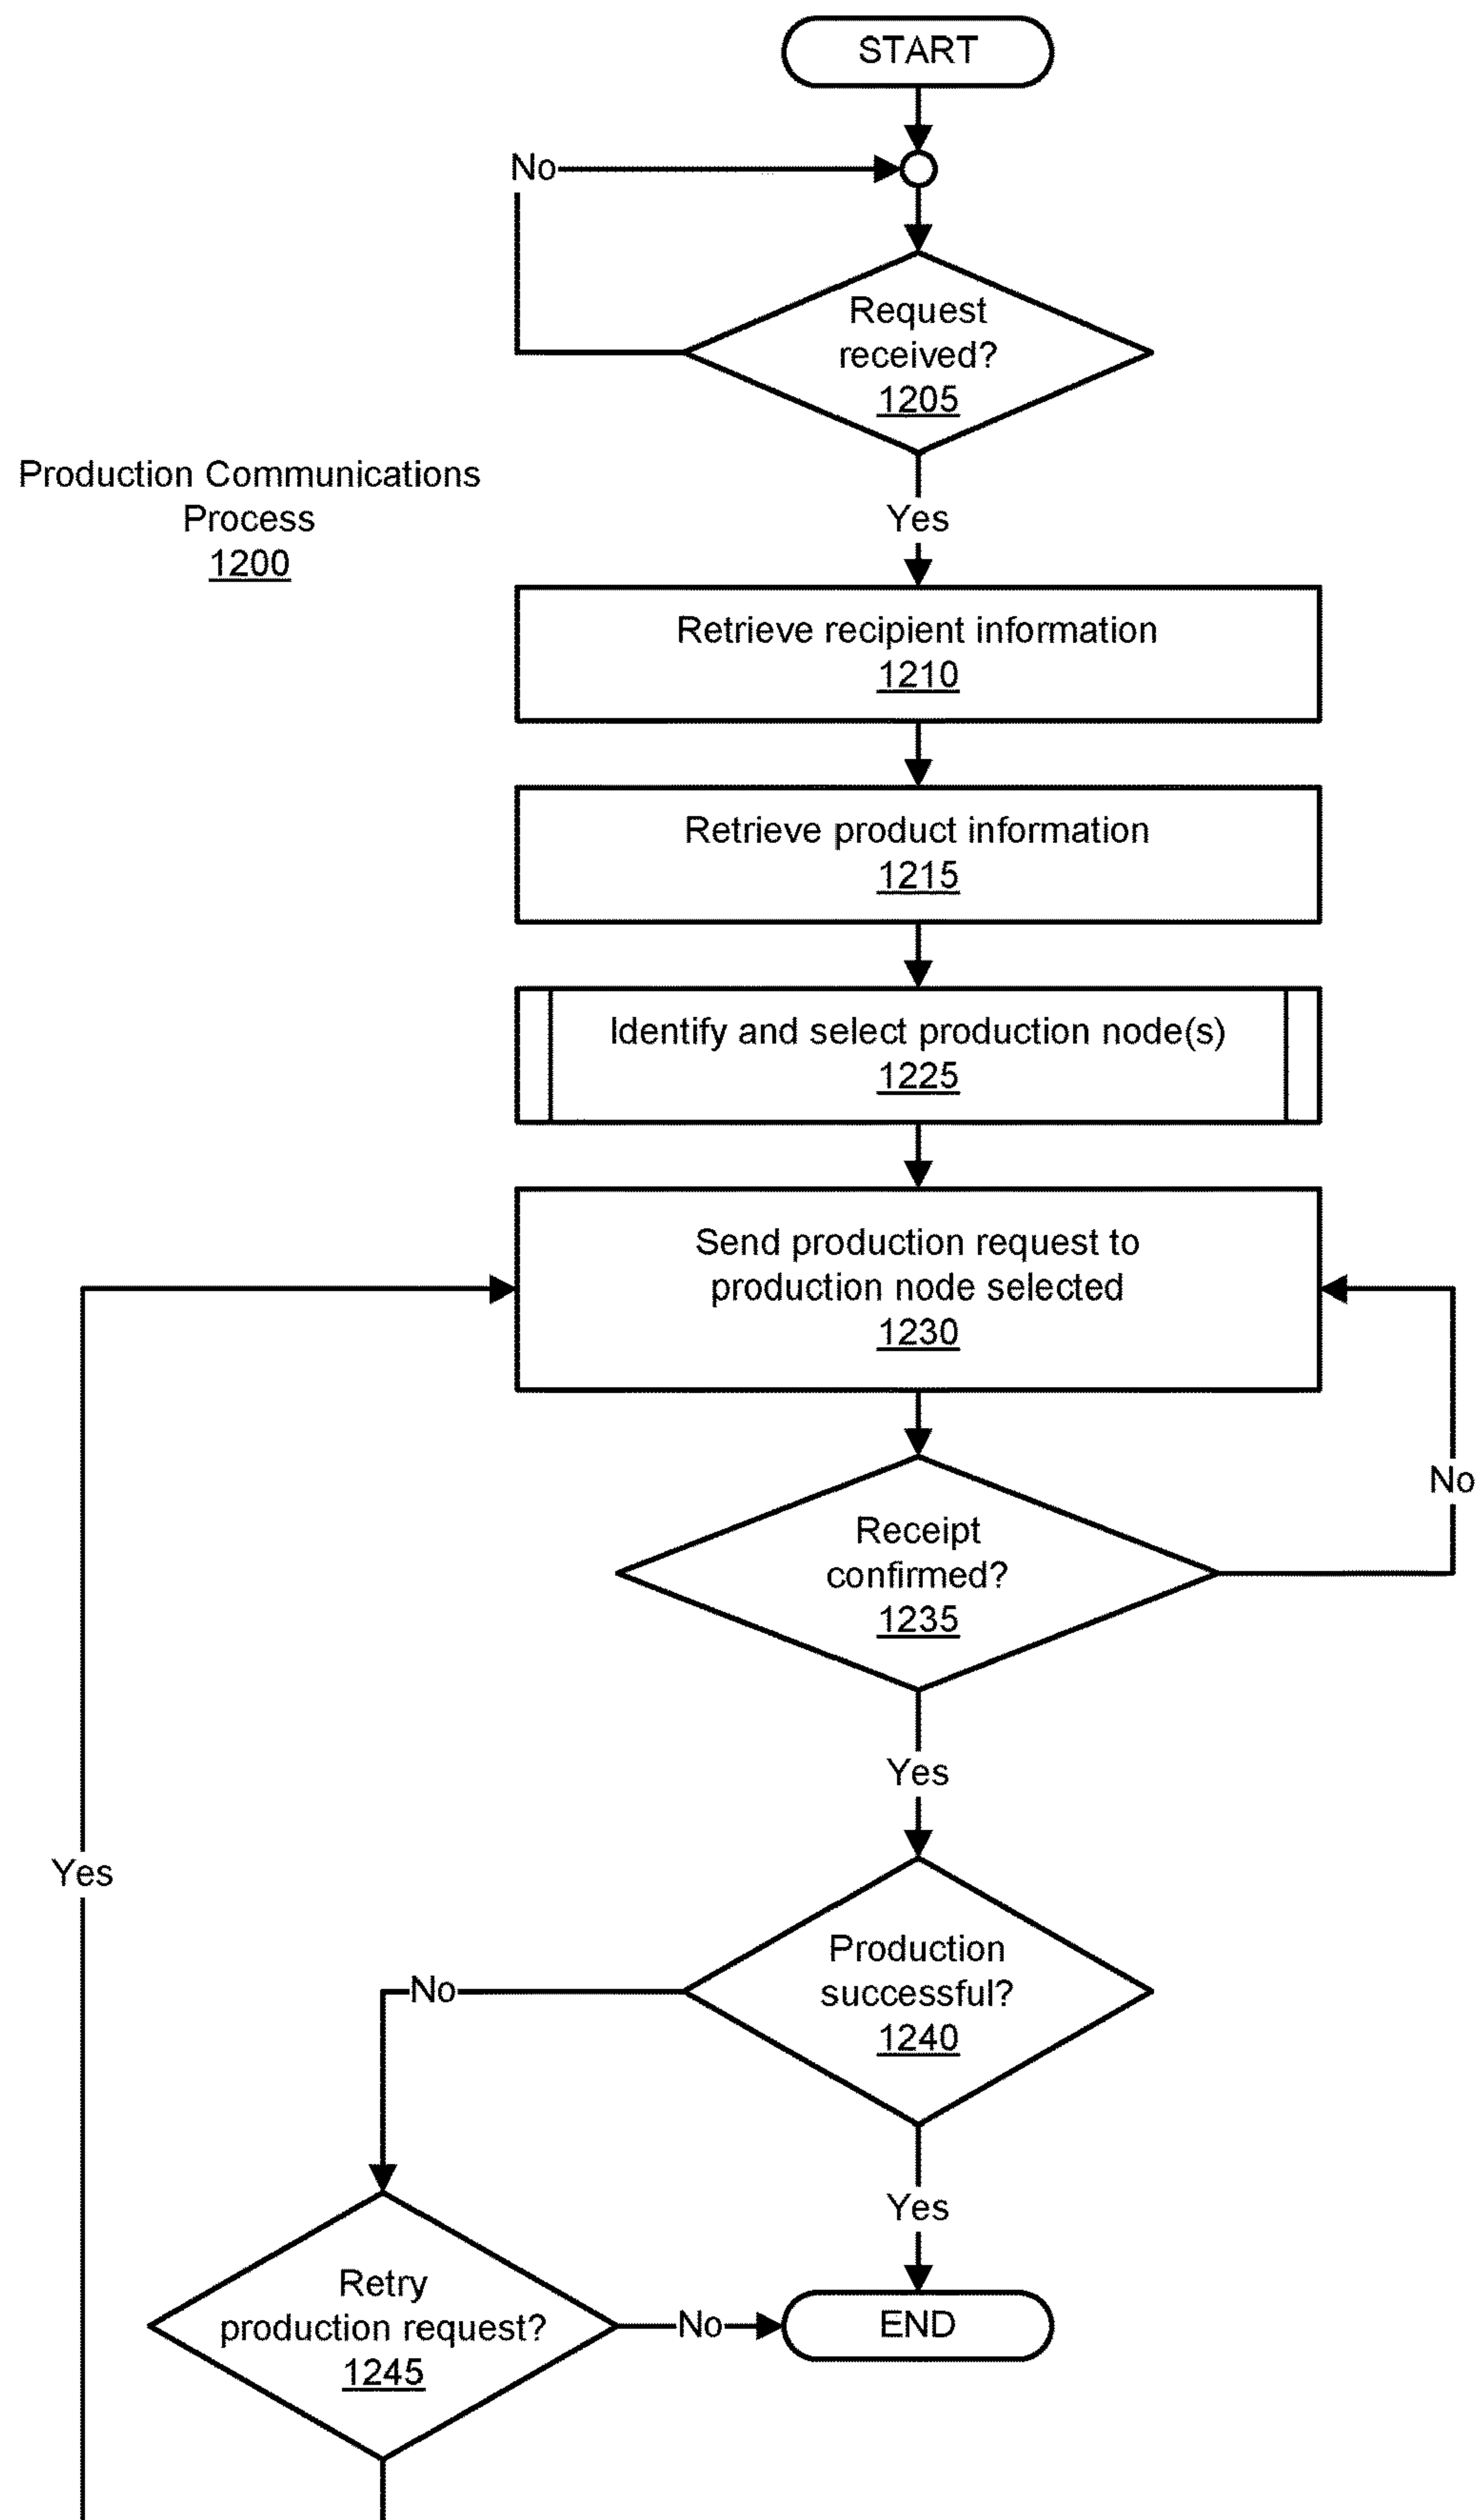 START
No
Request
received?
1205
Production Communications
Process
1200
Yes
Retrieve recipient information
1210
Retrieve product information
1215
Identify and select production node(s)
1225
Send production request to
production node selected
1230
No
Receipt
confirmed?
1235
Yes
Yes
Production
successful?
1240
No
Yes
Retry
production request?
1245
No
END